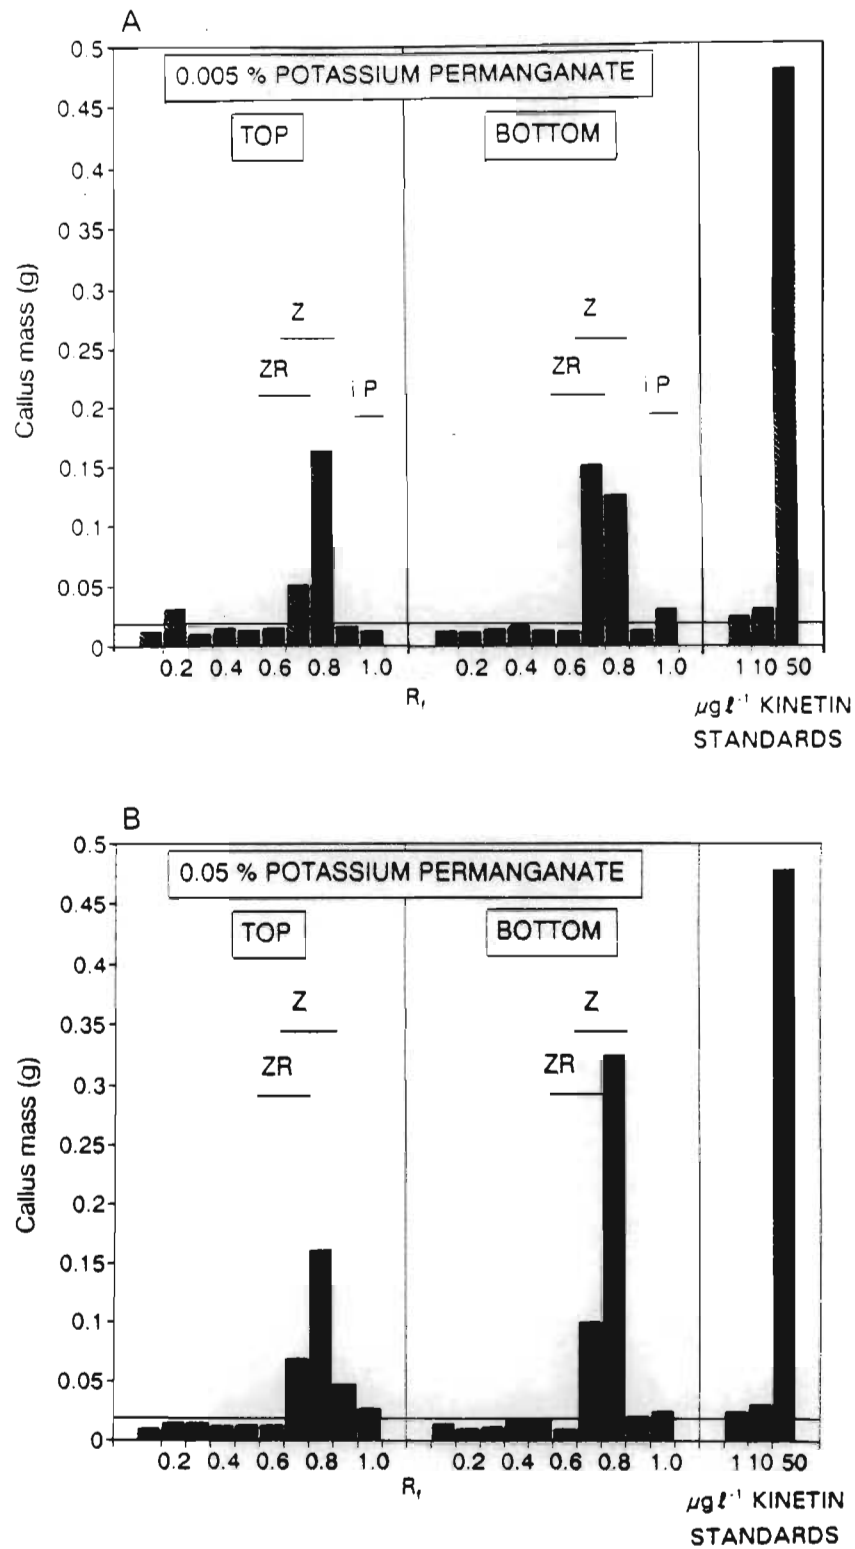 A
0.5
0.005 % POTASSIUM PERMANGANATE
0.45
TOP
BOTTOM
0.4
0 35
0.3
Z
Z
0.25
ZR
ZR
i P
i P
0.2
0.15
0.1
0.05
0
0.2 0.4 0.6 0.8 1.0
0.2 0.4 0.6 0.8 1.0
1 10 50
Callus mass (g)
Rf
µg ℓ⁻¹ KINETIN
STANDARDS
B
0.5
0.05 % POTASSIUM PERMANGANATE
0.45
TOP
BOTTOM
0.4
Z
Z
0.35
ZR
ZR
0.3
0.25
0.2
0.15
0.1
0.05
0
0.2 0.4 0.6 0.8 1.0
0.2 0.4 0.6 0.8 1.0
1 10 50
Callus mass (g)
Rf
µg ℓ⁻¹ KINETIN
STANDARDS